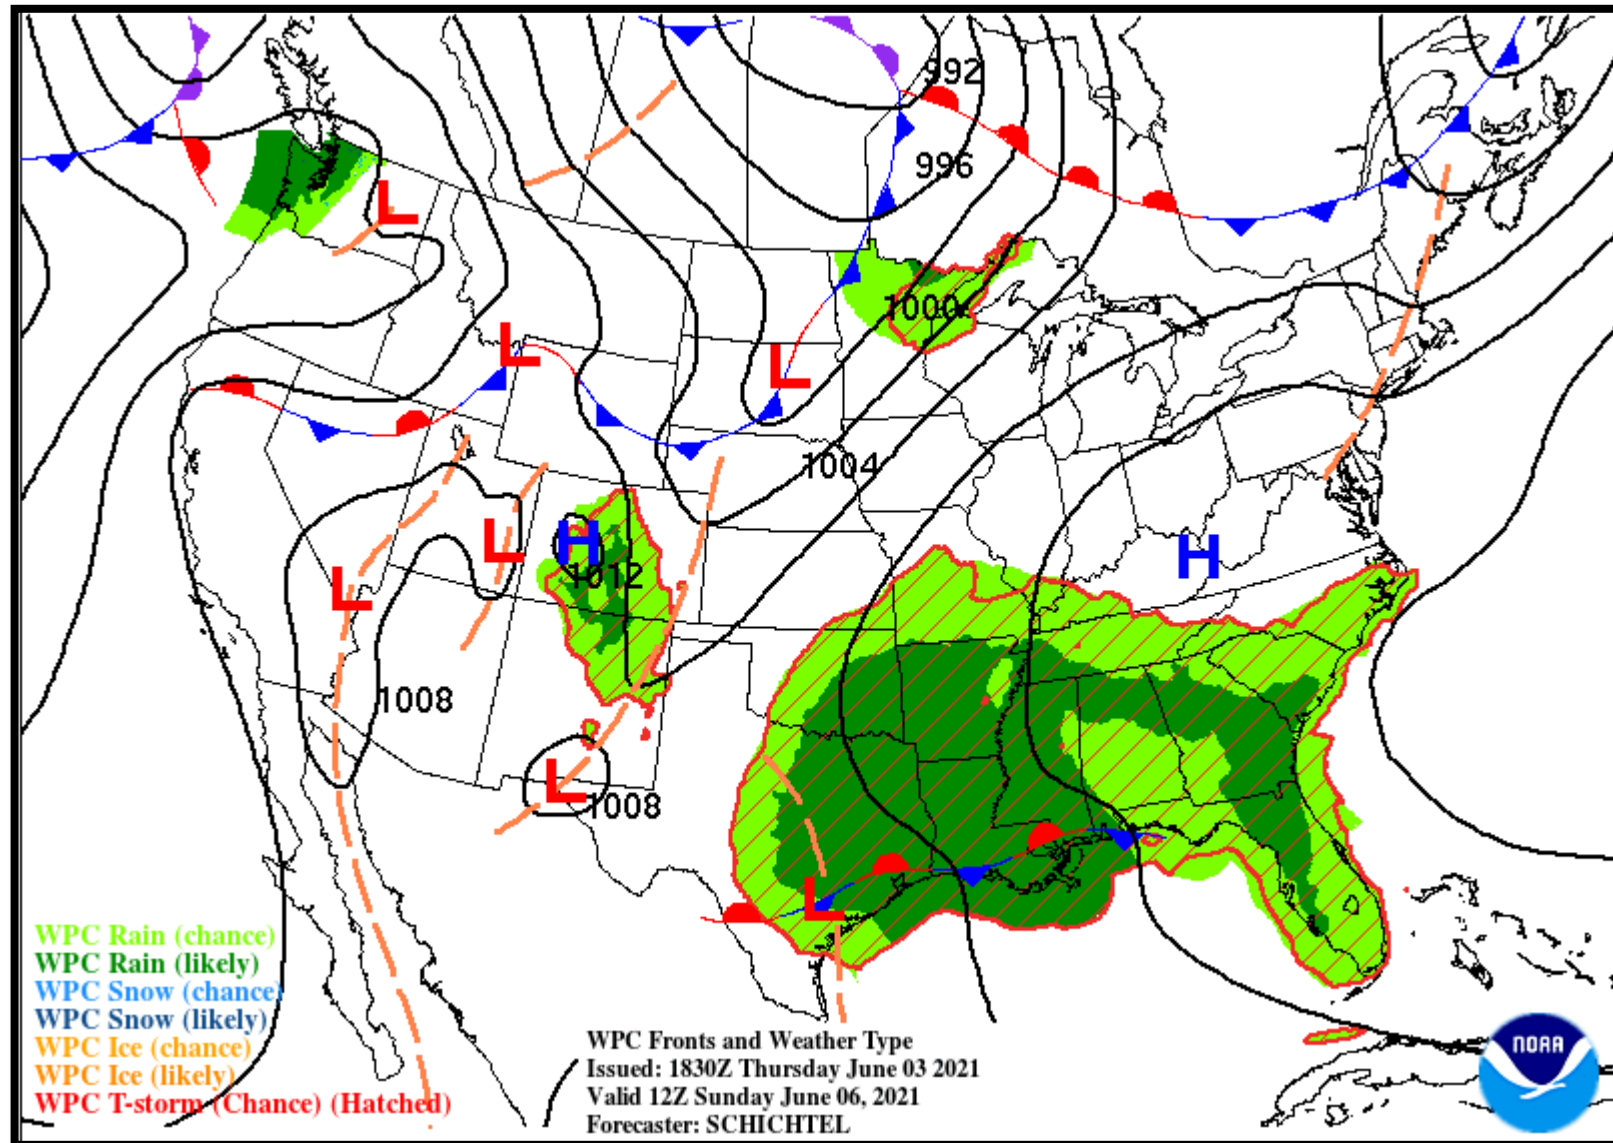 992
996
L
L
1000
L
1004
H
L
H
1012
L
1008
L
1008
L
WPC Rain (chance)
WPC Rain (likely)
WPC Snow (chance)
WPC Snow (likely)
WPC Ice (chance)
WPC Ice (likely)
WPC T-storm (Chance) (Hatched)
WPC Fronts and Weather Type
Issued: 1830Z Thursday June 03 2021
Valid 12Z Sunday June 06, 2021
Forecaster: SCHICHTEL
NOAA